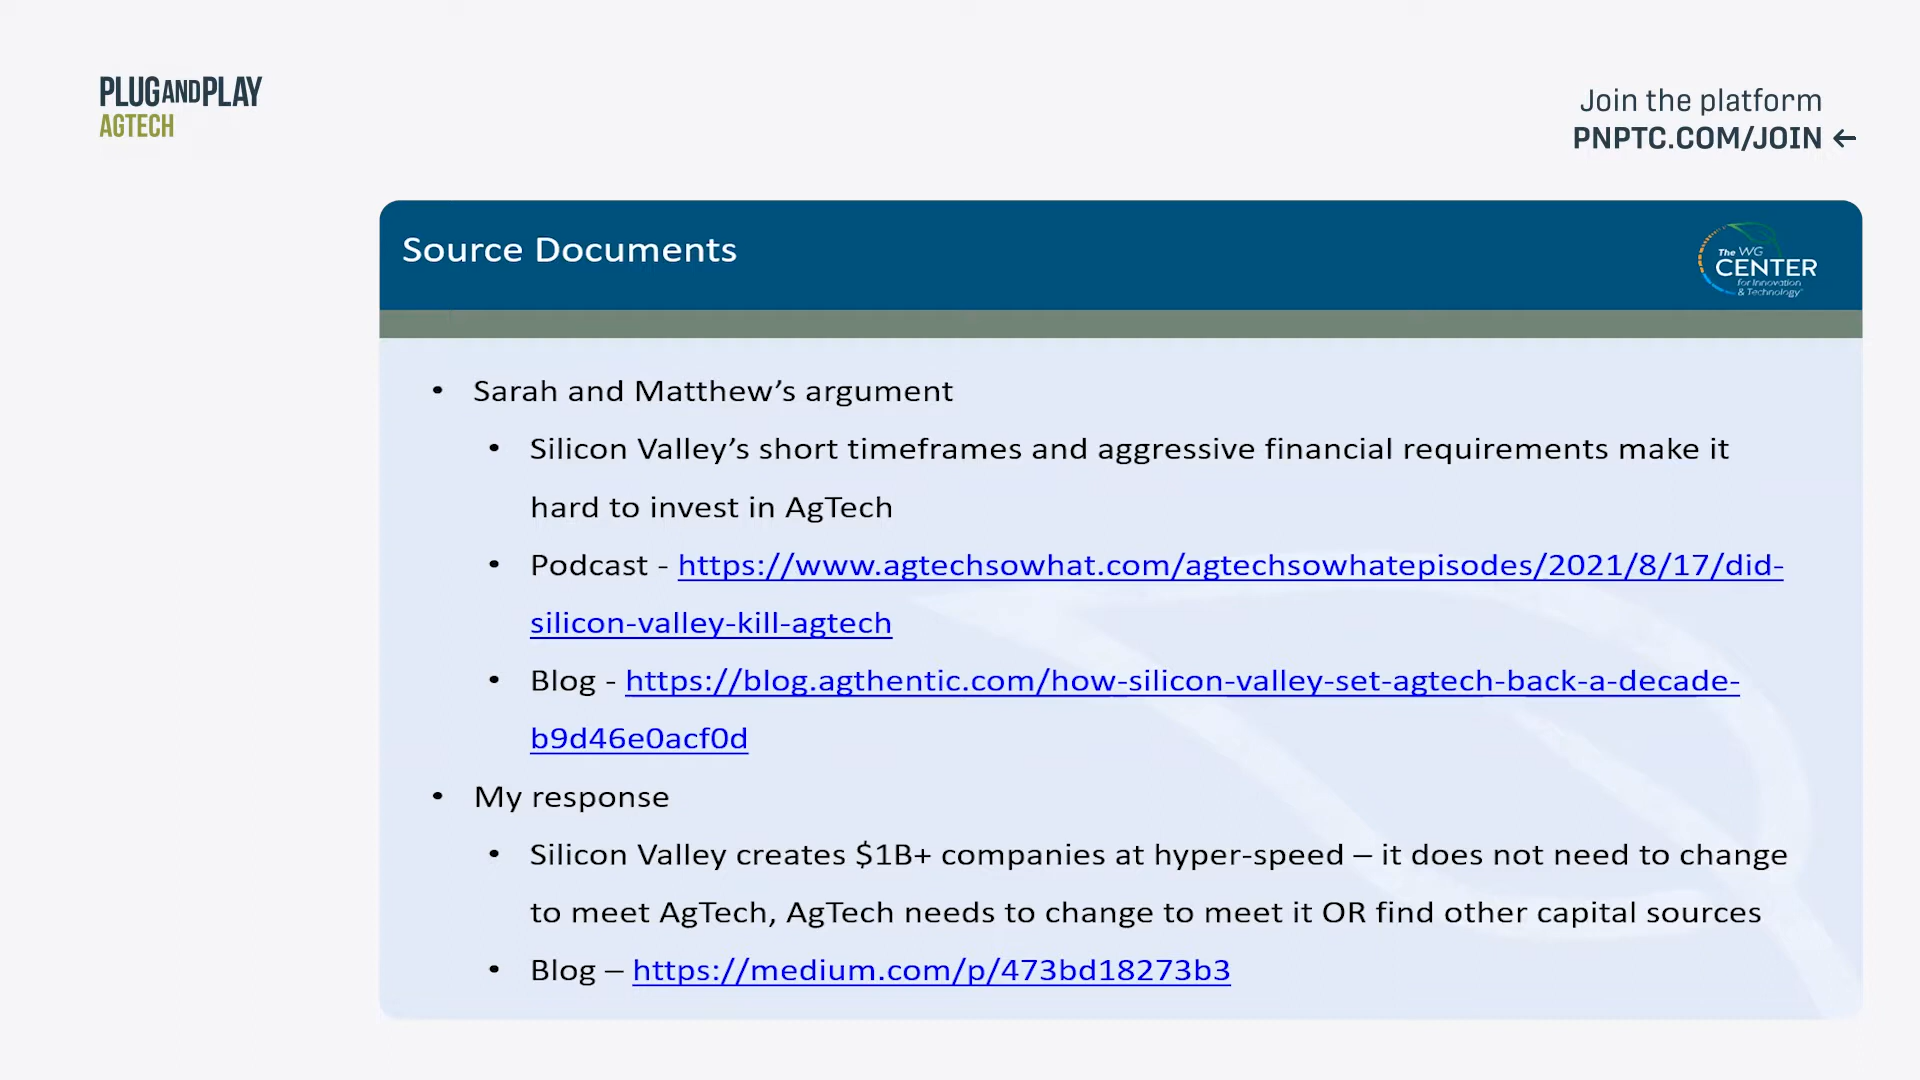 PLUGANDPLAY
AGTECH
Join the platform
PNPTC.COM/JOIN ←
Source Documents
The WG
CENTER
for Innovation
& Technology
• Sarah and Matthew’s argument
• Silicon Valley’s short timeframes and aggressive financial requirements make it
hard to invest in AgTech
• Podcast - https://www.agtechsowhat.com/agtechsowhatepisodes/2021/8/17/did-
silicon-valley-kill-agtech
• Blog - https://blog.agthentic.com/how-silicon-valley-set-agtech-back-a-decade-
b9d46e0acf0d
• My response
• Silicon Valley creates $1B+ companies at hyper-speed – it does not need to change
to meet AgTech, AgTech needs to change to meet it OR find other capital sources
• Blog – https://medium.com/p/473bd18273b3